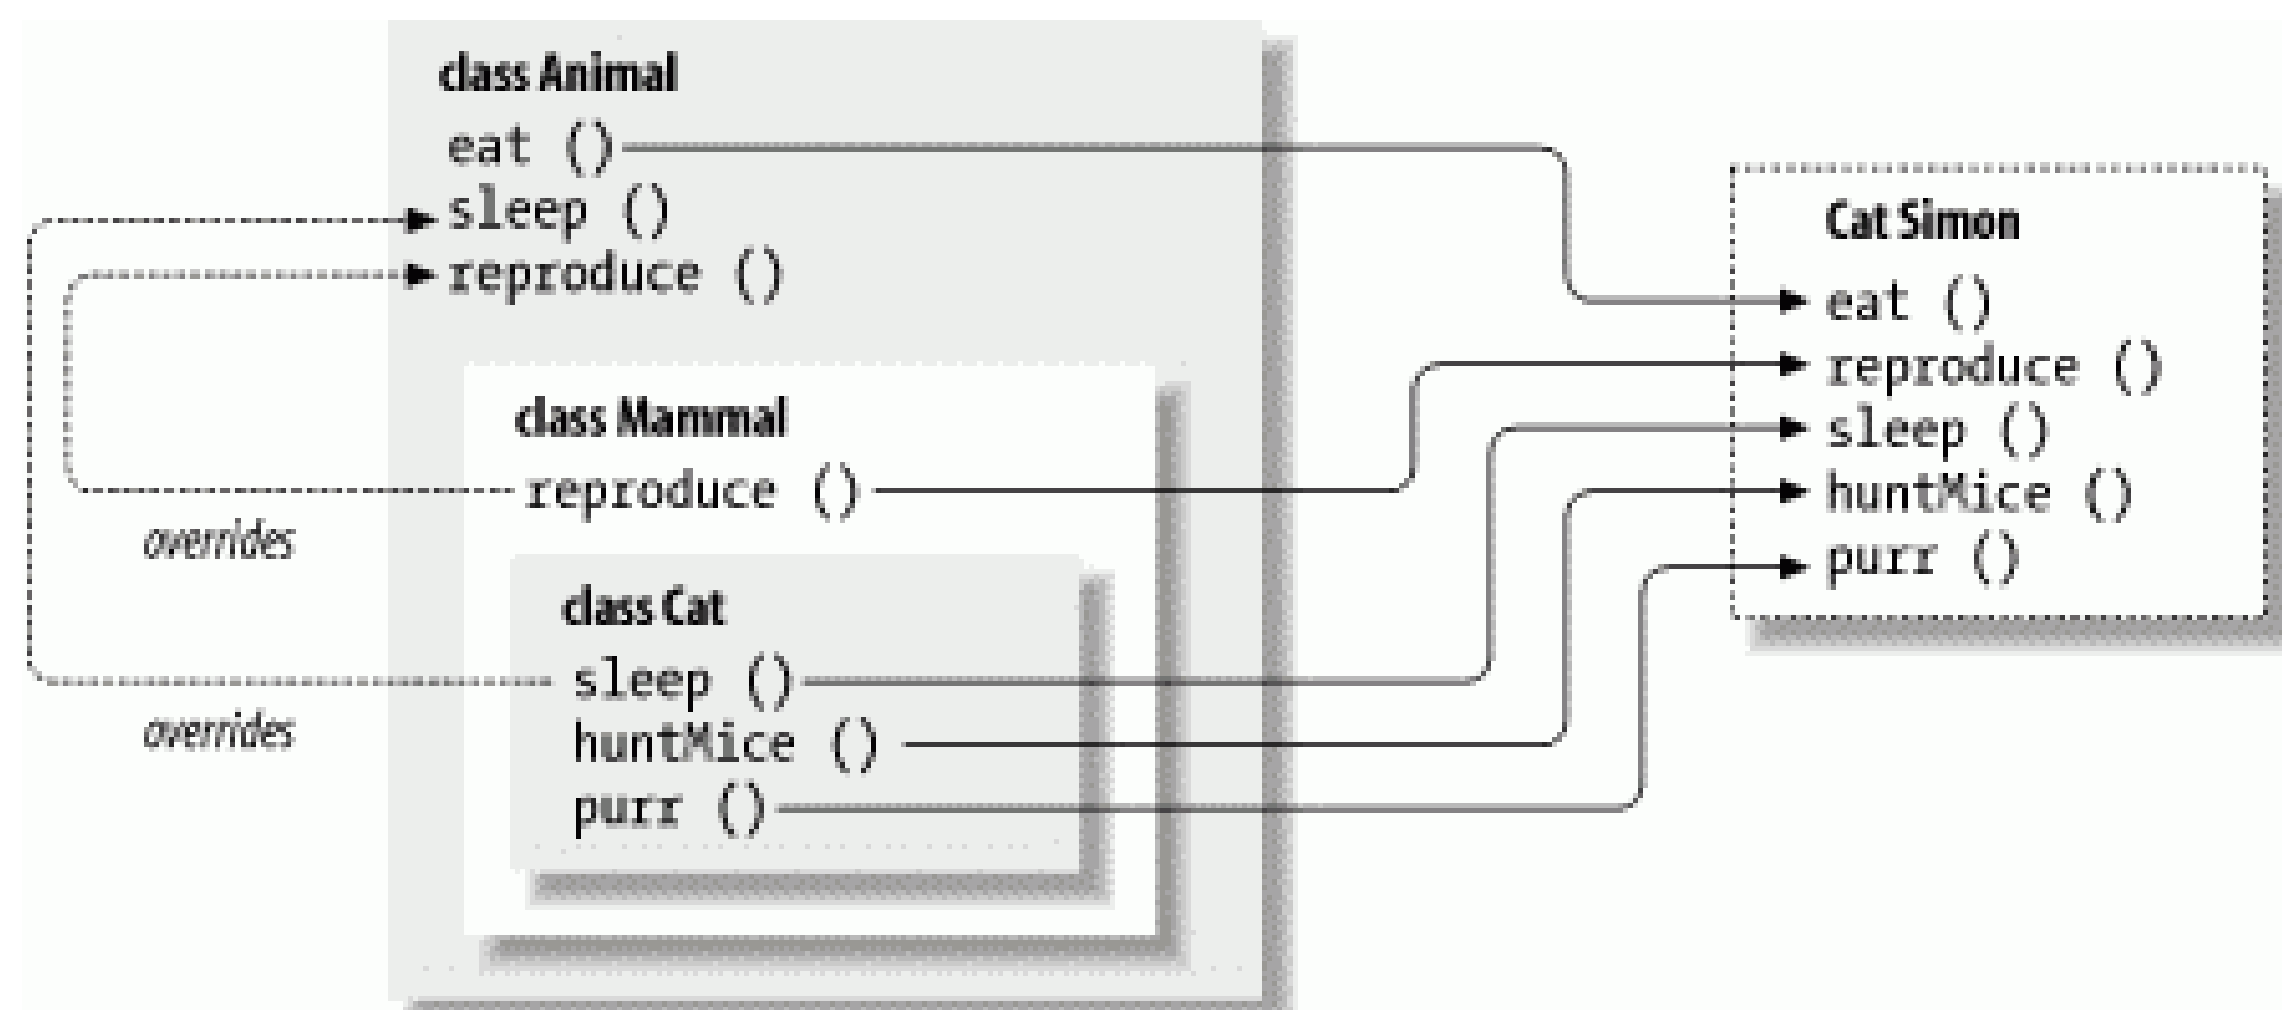 class Animal
eat ()
sleep ()
reproduce ()
class Mammal
reproduce ()
overrides
class Cat
sleep ()
overrides
huntMice ()
purr ()
Cat Simon
eat ()
reproduce ()
sleep ()
huntMice ()
purr ()